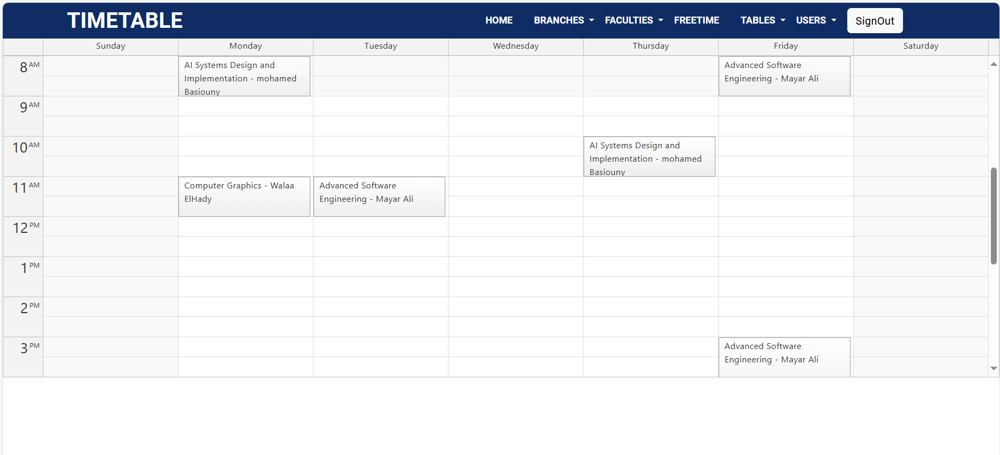 TIMETABLE
HOME BRANCHES FACULTIES FREETIME TABLES USERS SignOut
Sunday Monday Tuesday Wednesday Thursday Friday Saturday
8 AM
AI Systems Design and
Implementation - mohamed
Basiouny
Advanced Software
Engineering - Mayar Ali
9 AM
10 AM
AI Systems Design and
Implementation - mohamed
Basiouny
11 AM
Computer Graphics - Walaa
ElHady
Advanced Software
Engineering - Mayar Ali
12 PM
1 PM
2 PM
3 PM
Advanced Software
Engineering - Mayar Ali